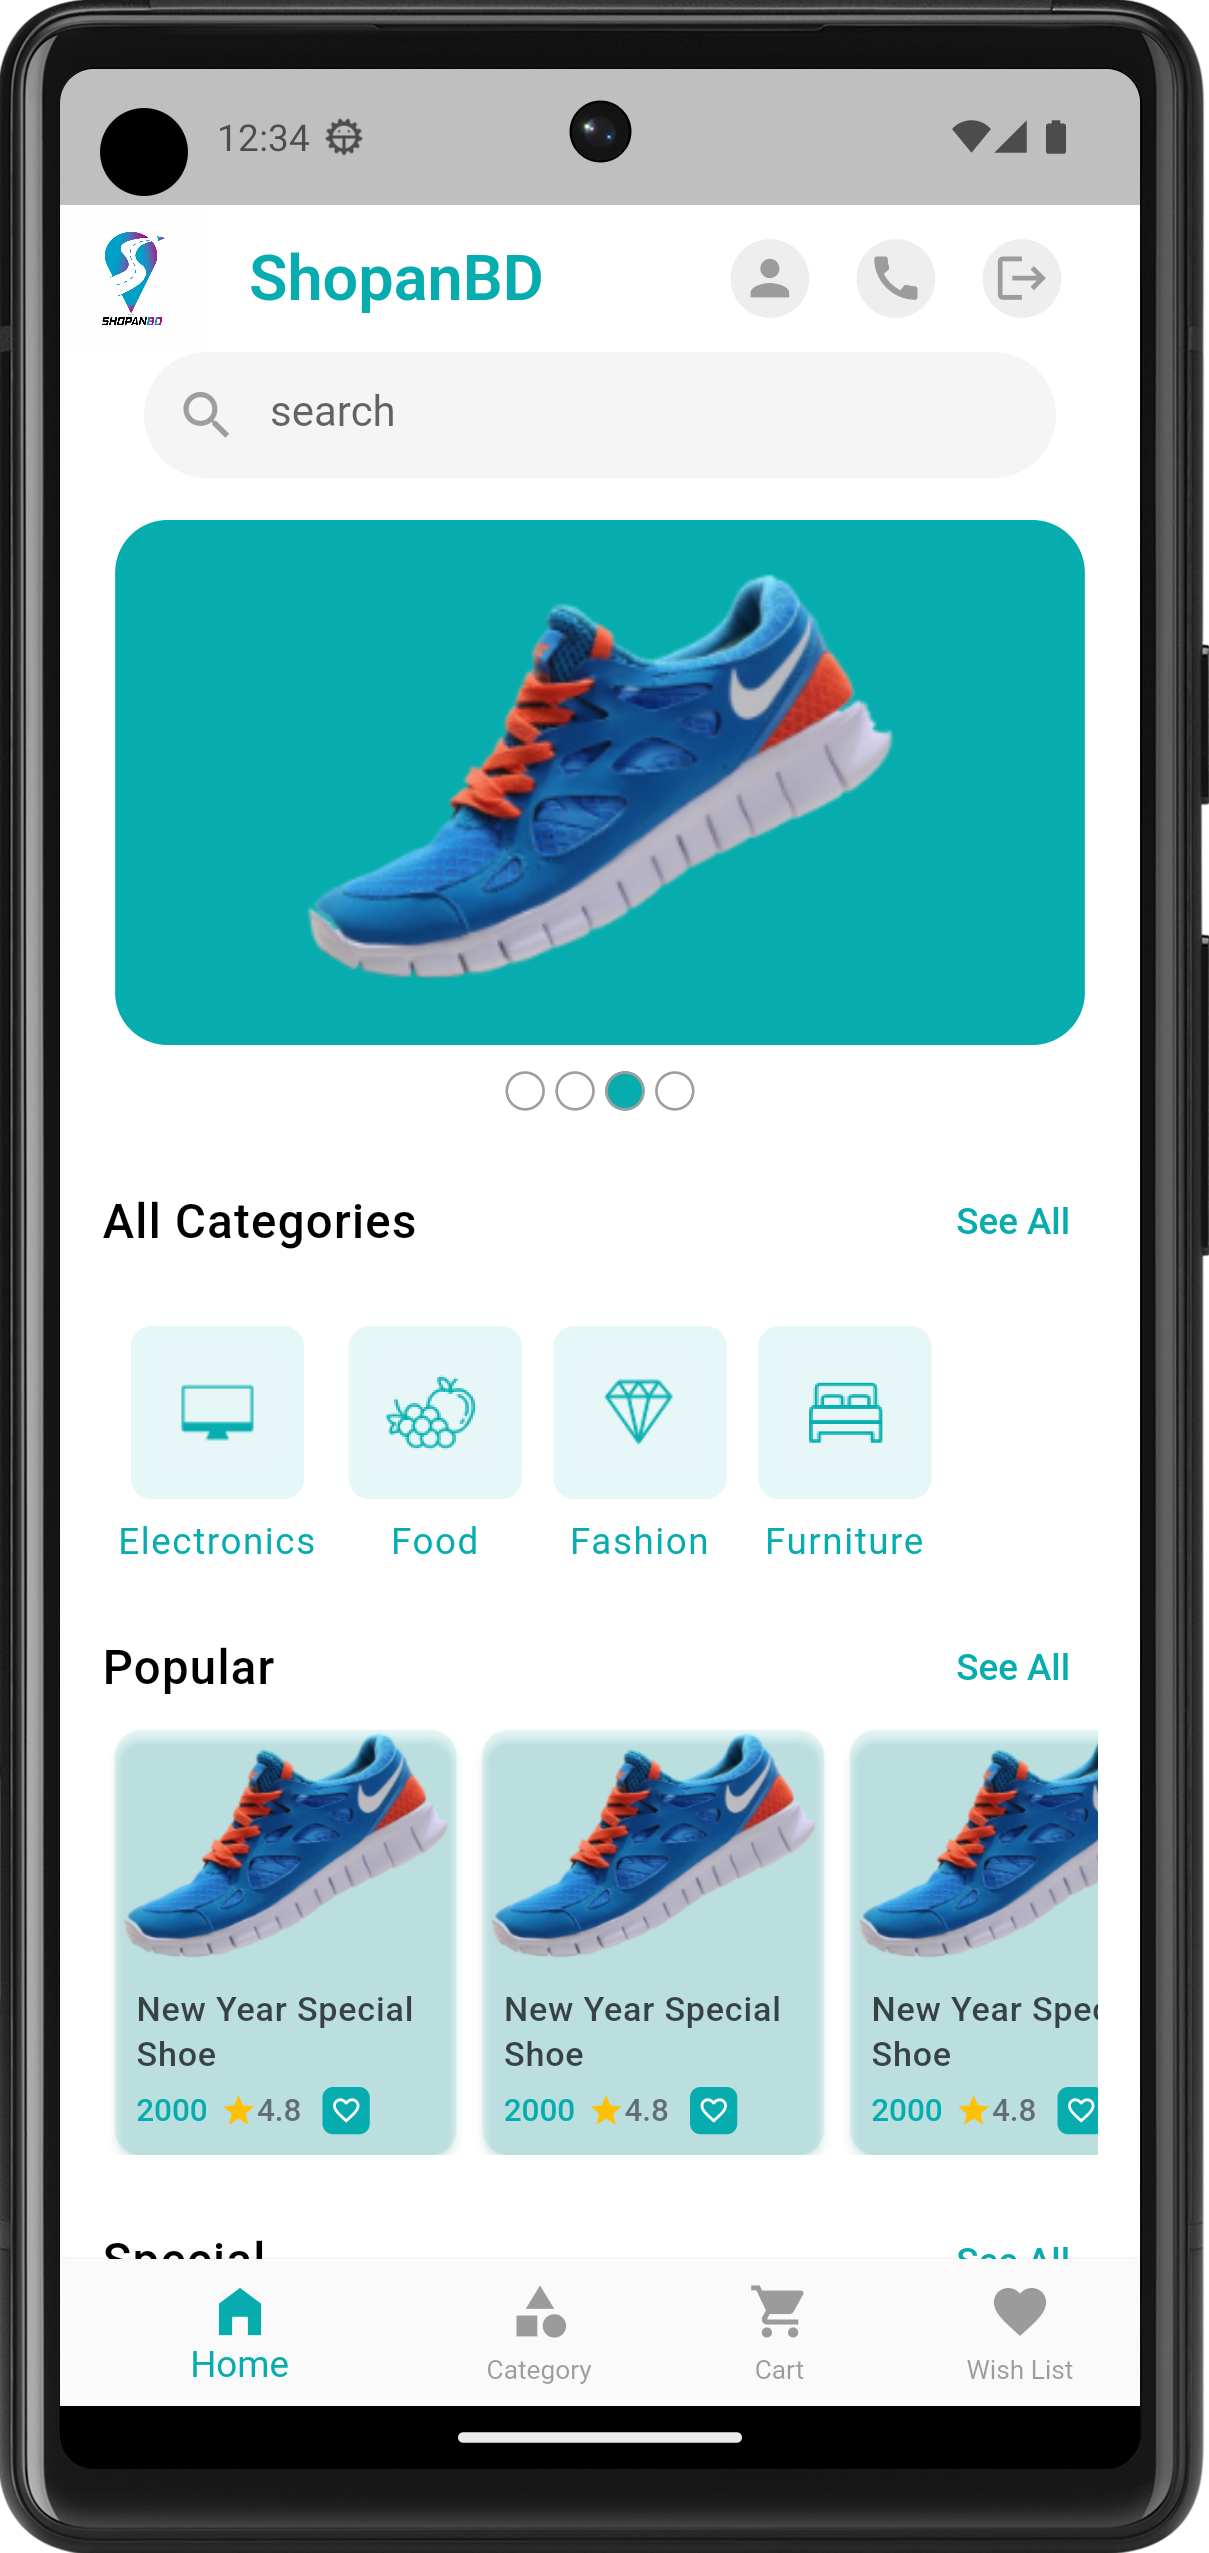 12:34
SHOPANBD
ShopanBD
search
All Categories
See All
Electronics
Food
Fashion
Furniture
Popular
See All
New Year Special
Shoe
2000
4.8
New Year Special
Shoe
2000
4.8
New Year Spec
Shoe
2000
4.8
Special
See All
Home
Category
Cart
Wish List